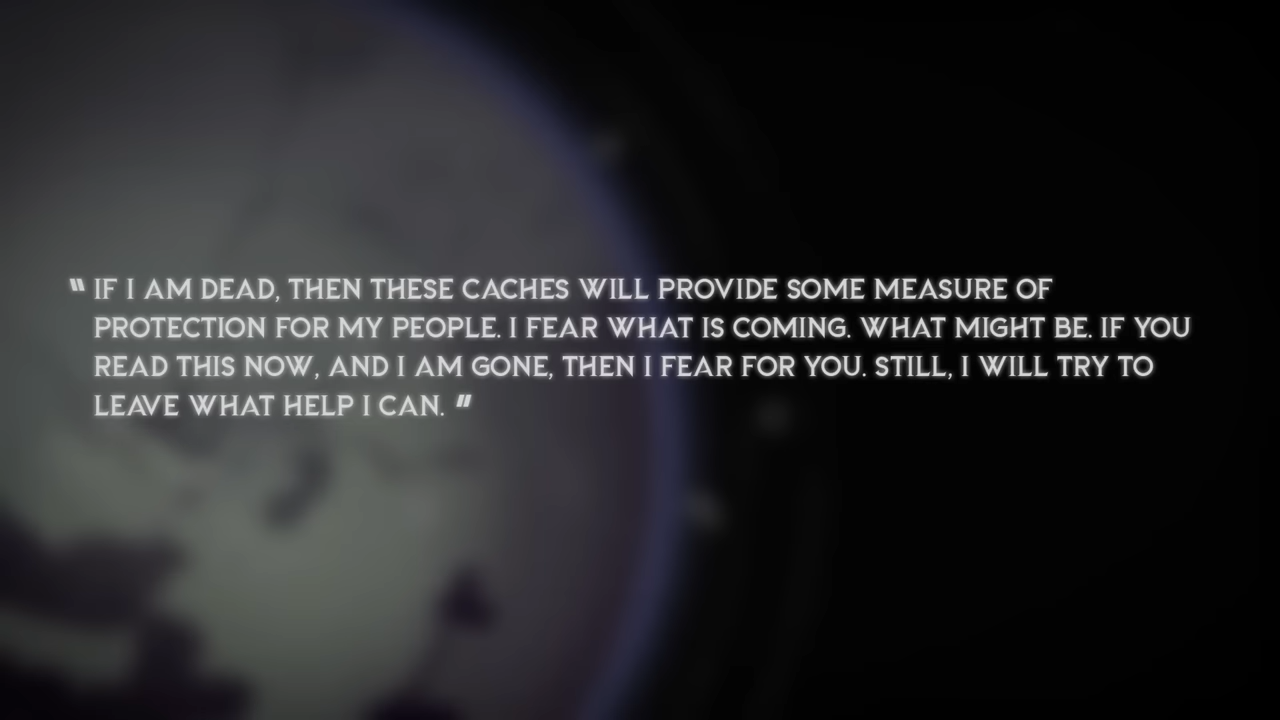 “ IF I AM DEAD, THEN THESE CACHES WILL PROVIDE SOME MEASURE OF
PROTECTION FOR MY PEOPLE. I FEAR WHAT IS COMING. WHAT MIGHT BE. IF YOU
READ THIS NOW, AND I AM GONE, THEN I FEAR FOR YOU. STILL, I WILL TRY TO
LEAVE WHAT HELP I CAN. ”